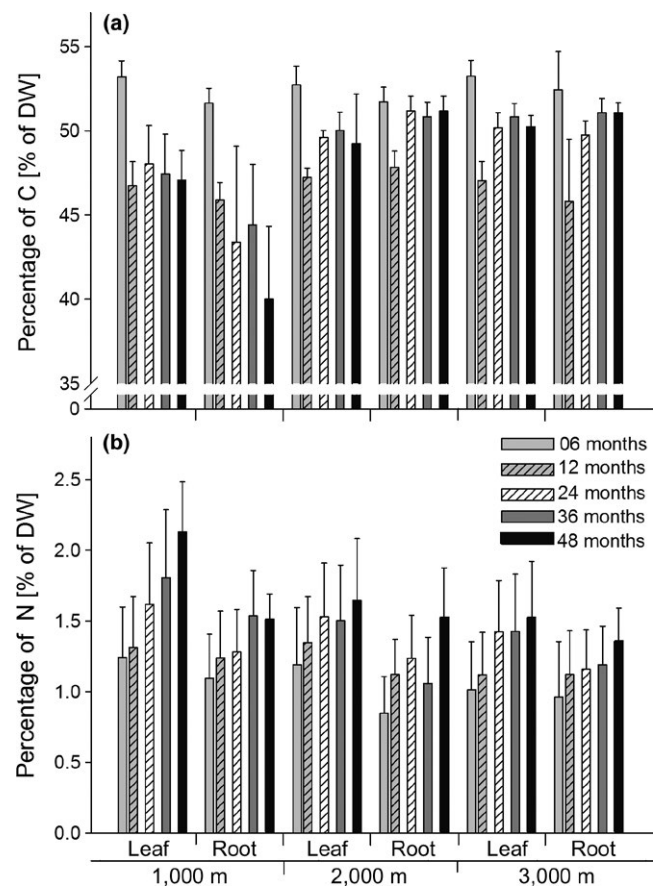 (a)
Percentage of C [% of DW]
55
50
45
40
35
0
(b)
Percentage of N [% of DW]
2.5
2.0
1.5
1.0
0.5
0.0
06 months
12 months
24 months
36 months
48 months
Leaf Root Leaf Root Leaf Root
1,000 m 2,000 m 3,000 m